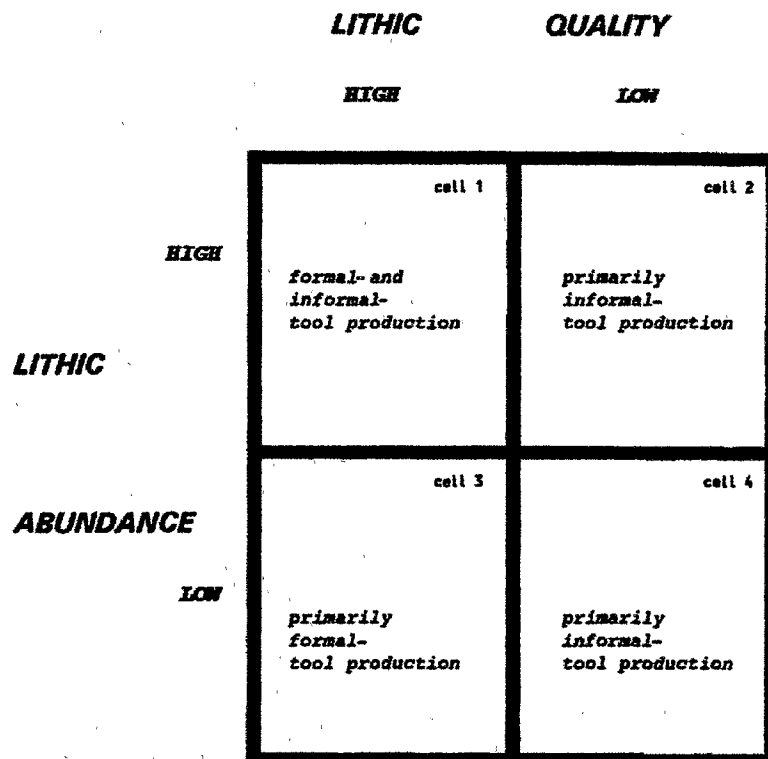 LITHIC QUALITY
HIGH LOW
cell 1 cell 2
HIGH
formal- and
informal-
tool production
primarily
informal-
tool production
LITHIC
cell 3 cell 4
ABUNDANCE
LOW
primarily
formal-
tool production
primarily
informal-
tool production